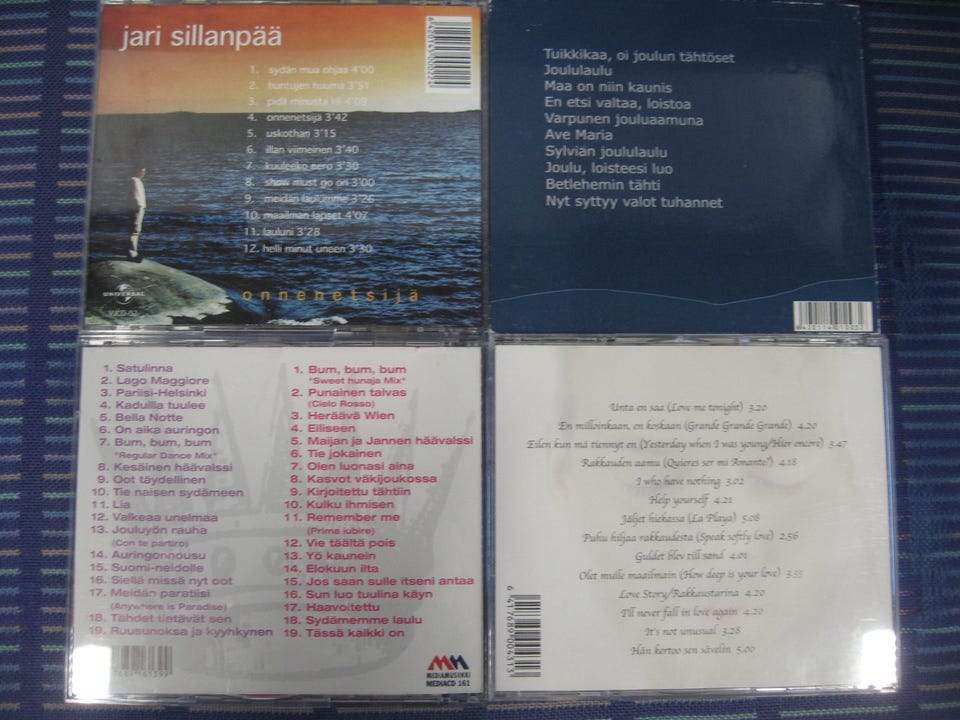 jari sillanpää
1. sydän mua ohjaa 4'00
2. huntujen huuma 3'51
3. pidä minusta kii 4'09
4. onnenetsijä 3'42
5. uskothan 3'15
6. illan viimeinen 3'40
7. kuuleeko eero 3'30
8. show must go on 3'00
9. meidän laulumme 3'26
10. maailman lapset 4'07
11. lauluni 3'28
12. helli minut uneen 3'30
UNIVERSAL
onnenetsijä
Tuikkikaa, oi joulun tähtöset
Joululaulu
Maa on niin kaunis
En etsi valtaa, loistoa
Varpunen jouluaamuna
Ave Maria
Sylvian joululaulu
Joulu, loisteesi luo
Betlehemin tähti
Nyt syttyy valot tuhannet
1. Satulinna
2. Lago Maggiore
3. Pariisi-Helsinki
4. Kaduilla tuulee
5. Bella Notte
6. On aika auringon
7. Bum, bum, bum
"Regular Dance Mix"
8. Kesäinen häävalssi
9. Oot täydellinen
10. Tie naisen sydämeen
11. Lia
12. Valkeaa unelmaa
13. Jouluyön rauha
(Con te partiro)
14. Auringonnousu
15. Suomi-neidolle
16. Siellä missä nyt oot
17. Meidän paratiisi
(Anywhere is Paradise)
18. Tähdet tietävät sen
19. Ruusunoksa ja kyyhkynen
1. Bum, bum, bum
"Sweet hunaja Mix"
2. Punainen taivas
(Cielo Rosso)
3. Heräävä Wien
4. Eiliseen
5. Maijan ja Jannen häävalssi
6. Tie jokainen
7. Olen luonasi aina
8. Kasvot väkijoukossa
9. Kirjoitettu tähtiin
10. Kulku ihmisen
11. Remember me
(Prima iubire)
12. Vie täältä pois
13. Yö kaunein
14. Elokuun ilta
15. Jos saan sulle itseni antaa
16. Sun luo tuulina käyn
17. Haavoitettu
18. Sydämemme laulu
19. Tässä kaikki on
MEDIAMUSIIKKI
MEDIACD 161
Unta en saa (Love me tonight) 3.20
En milloinkaan, en koskaan (Grande Grande Grande) 4.20
Eilen kun mä tiennyt en (Yesterday when I was young/Hier encore) 3.47
Rakkauden aamu (Quieres ser mi Amante?) 4.18
I who have nothing 3.02
Help yourself 4.21
Jäljet hiekassa (La Playa) 5.08
Puhu hiljaa rakkaudesta (Speak softly love) 2.56
Guldet blev till sand 4.01
Olet mulle maailmain (How deep is your love) 3.33
Love Story/Rakkaustarina 4.20
I'll never fall in love again 4.20
It's not unusual 3.28
Hän kertoo sen sävelin 5.00
6 417689 004313